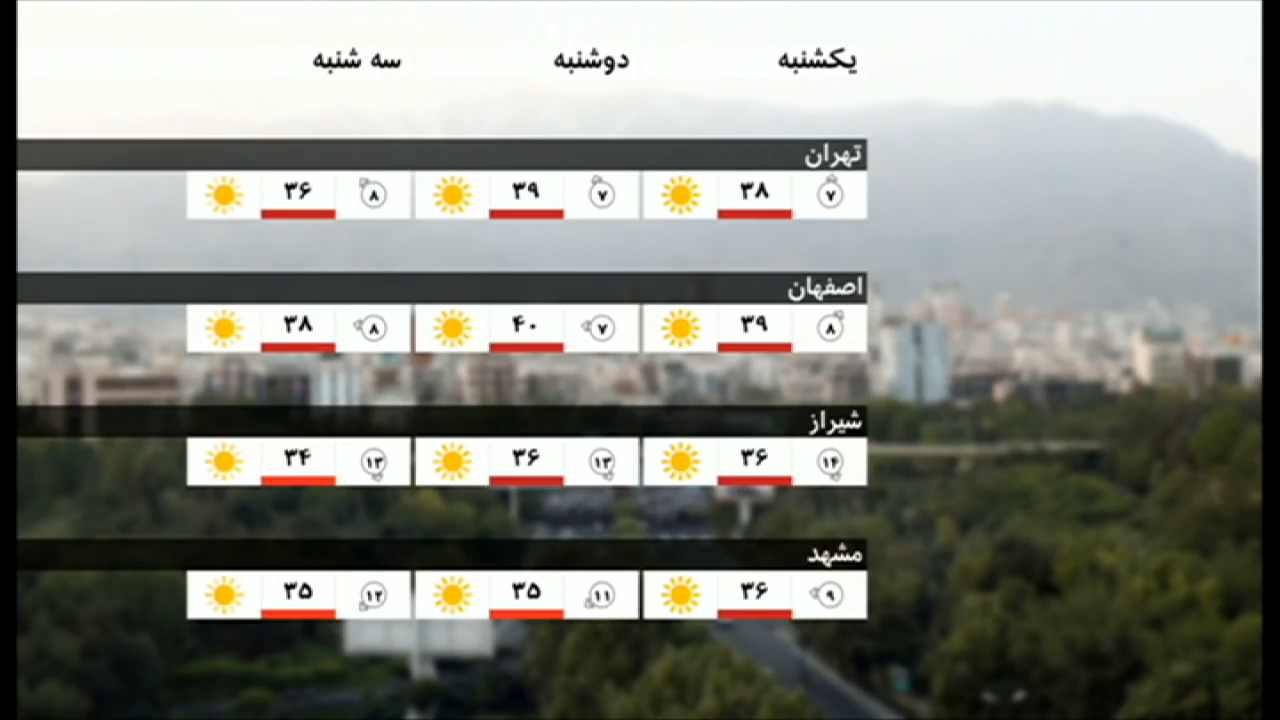 یکشنبه دوشنبه سه شنبه
تهران
۷ ۳۸ ۷ ۳۹ ۸ ۳۶
اصفهان
۸ ۳۹ ۷ ۴۰ ۸ ۳۸
شیراز
۱۴ ۳۶ ۱۳ ۳۶ ۱۳ ۳۴
مشهد
۹ ۳۶ ۱۱ ۳۵ ۱۲ ۳۵